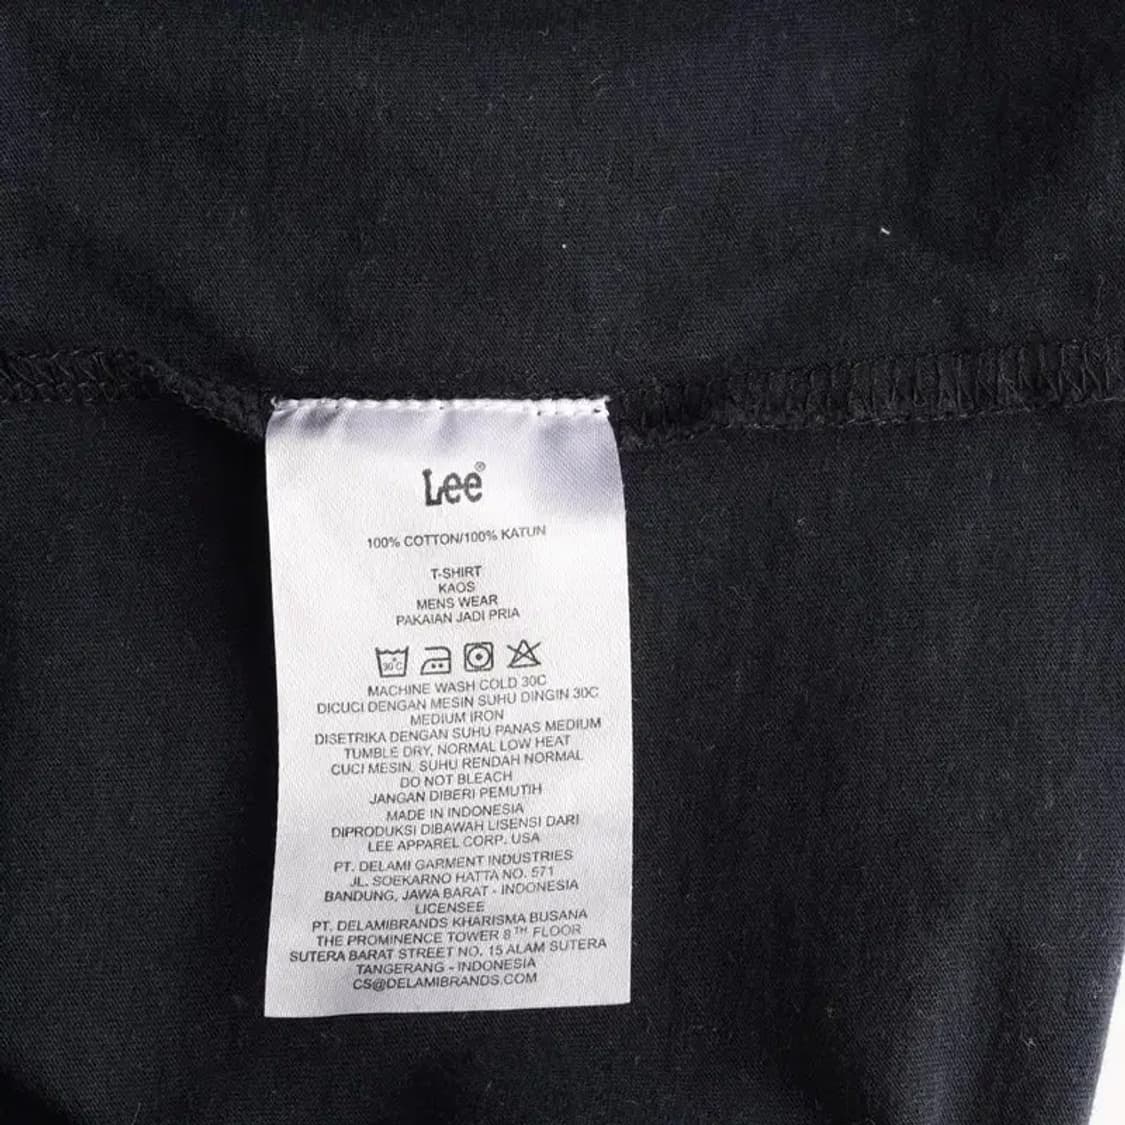 Lee®
100% COTTON/100% KATUN
T-SHIRT
KAOS
MENS WEAR
PAKAIAN JADI PRIA
30°C
MACHINE WASH COLD 30C
DICUCI DENGAN MESIN SUHU DINGIN 30C
MEDIUM IRON
DISETRIKA DENGAN SUHU PANAS MEDIUM
TUMBLE DRY, NORMAL LOW HEAT
CUCI MESIN, SUHU RENDAH NORMAL
DO NOT BLEACH
JANGAN DIBERI PEMUTIH
MADE IN INDONESIA
DIPRODUKSI DIBAWAH LISENSI DARI
LEE APPAREL CORP. USA
PT. DELAMI GARMENT INDUSTRIES
JL. SOEKARNO HATTA NO. 571
BANDUNG, JAWA BARAT - INDONESIA
LICENSEE
PT. DELAMIBRANDS KHARISMA BUSANA
THE PROMINENCE TOWER 8TH FLOOR
SUTERA BARAT STREET NO. 15 ALAM SUTERA
TANGERANG - INDONESIA
CS@DELAMIBRANDS.COM